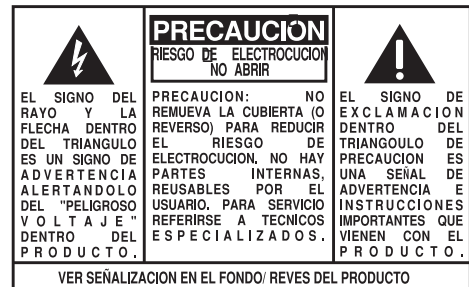 PRECAUCIÓN
RIESGO DE ELECTROCUCION
NO ABRIR
EL SIGNO DEL
RAYO Y LA
FLECHA DENTRO
DEL TRIANGULO
ES UN SIGNO DE
ADVERTENCIA
ALERTANDOLO
DEL "PELIGROSO
VOLTAJE"
DENTRO DEL
PRODUCTO.
PRECAUCION: NO
REMUEVA LA CUBIERTA (O
REVERSO) PARA REDUCIR
EL RIESGO DE
ELECTROCUCION. NO HAY
PARTES INTERNAS,
REUSABLES POR EL
USUARIO. PARA SERVICIO
REFERIRSE A TECNICOS
ESPECIALIZADOS.
EL SIGNO DE
EXCLAMACION
DENTRO DEL
TRIANGOULO DE
PRECAUCION ES
UNA SEÑAL DE
ADVERTENCIA E
INSTRUCCIONES
IMPORTANTES QUE
VIENEN CON EL
PRODUCTO.
VER SEÑALIZACION EN EL FONDO/ REVES DEL PRODUCTO